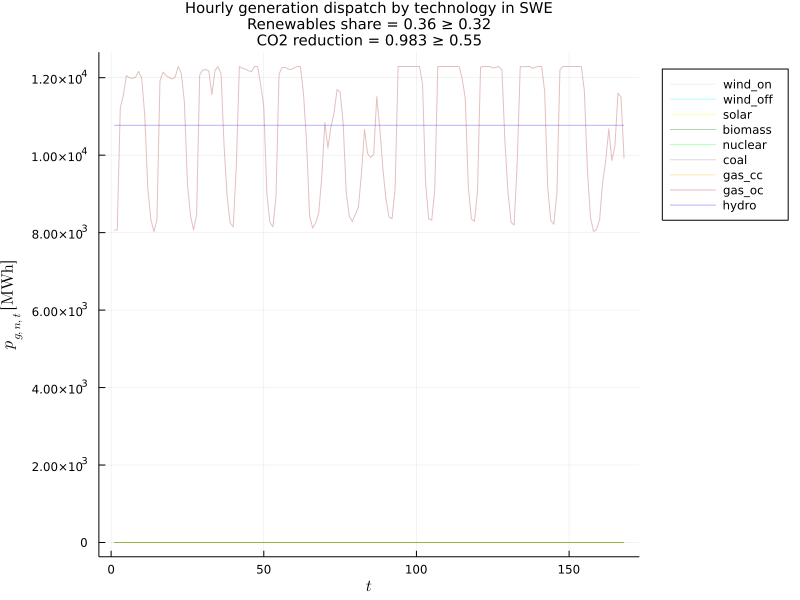 Hourly generation dispatch by technology in SWE
Renewables share = 0.36 ≥ 0.32
CO2 reduction = 0.983 ≥ 0.55
1.20×10⁴
1.00×10⁴
8.00×10³
6.00×10³
4.00×10³
2.00×10³
0
p g, n, t [MWh]
0 50 100 150
t
wind_on
wind_off
solar
biomass
nuclear
coal
gas_cc
gas_oc
hydro